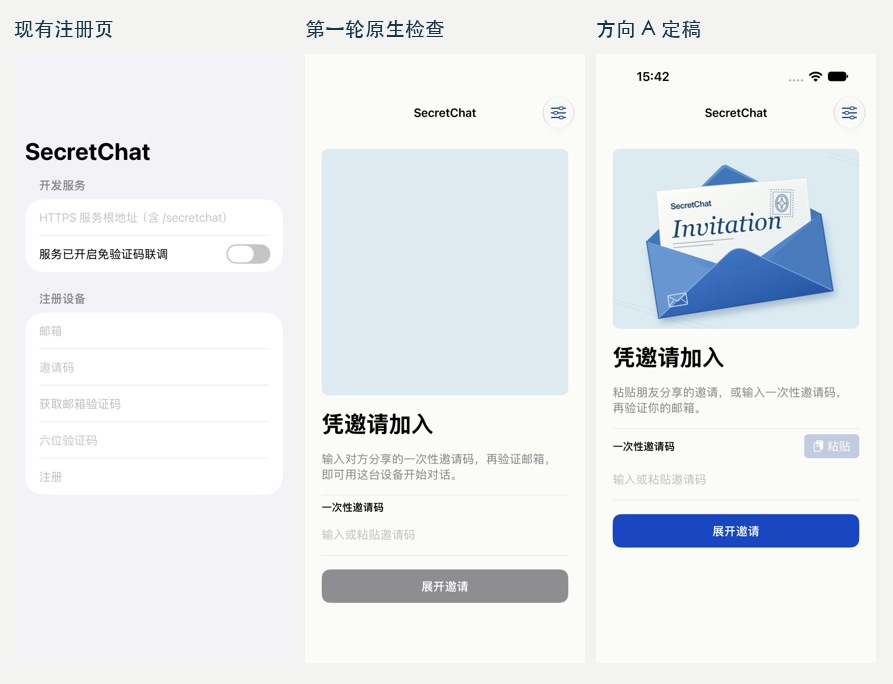 现有注册页
第一轮原生检查
方向 A 定稿
SecretChat
开发服务
HTTPS 服务根地址（含 /secretchat）
服务已开启免验证码联调
注册设备
邮箱
邀请码
获取邮箱验证码
六位验证码
注册
SecretChat
凭邀请加入
输入对方分享的一次性邀请码，再验证邮箱，
即可用这台设备开始对话。
一次性邀请码
输入或粘贴邀请码
展开邀请
15:42
SecretChat
SecretChat
Invitation
凭邀请加入
粘贴朋友分享的邀请，或输入一次性邀请码，
再验证你的邮箱。
一次性邀请码
粘贴
输入或粘贴邀请码
展开邀请